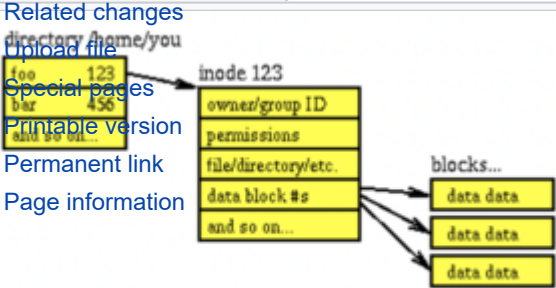 Related changes
directory /home/you
Upload file
foo 123
Special pages
bar 456
Printable version
and so on...
Permanent link
Page information
inode 123
owner/group ID
permissions
file/directory/etc.
data block #s
and so on...
blocks...
data data
data data
data data